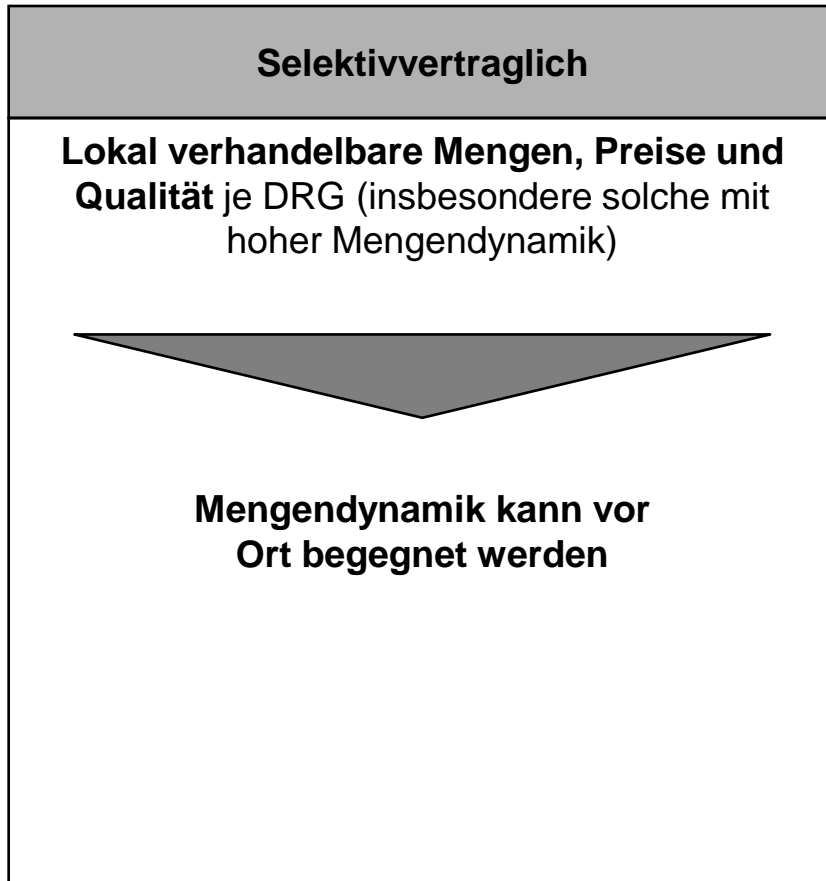 Selektivvertraglich
Lokal verhandelbare Mengen, Preise und
Qualität je DRG (insbesondere solche mit
hoher Mengendynamik)
Mengendynamik kann vor
Ort begegnet werden